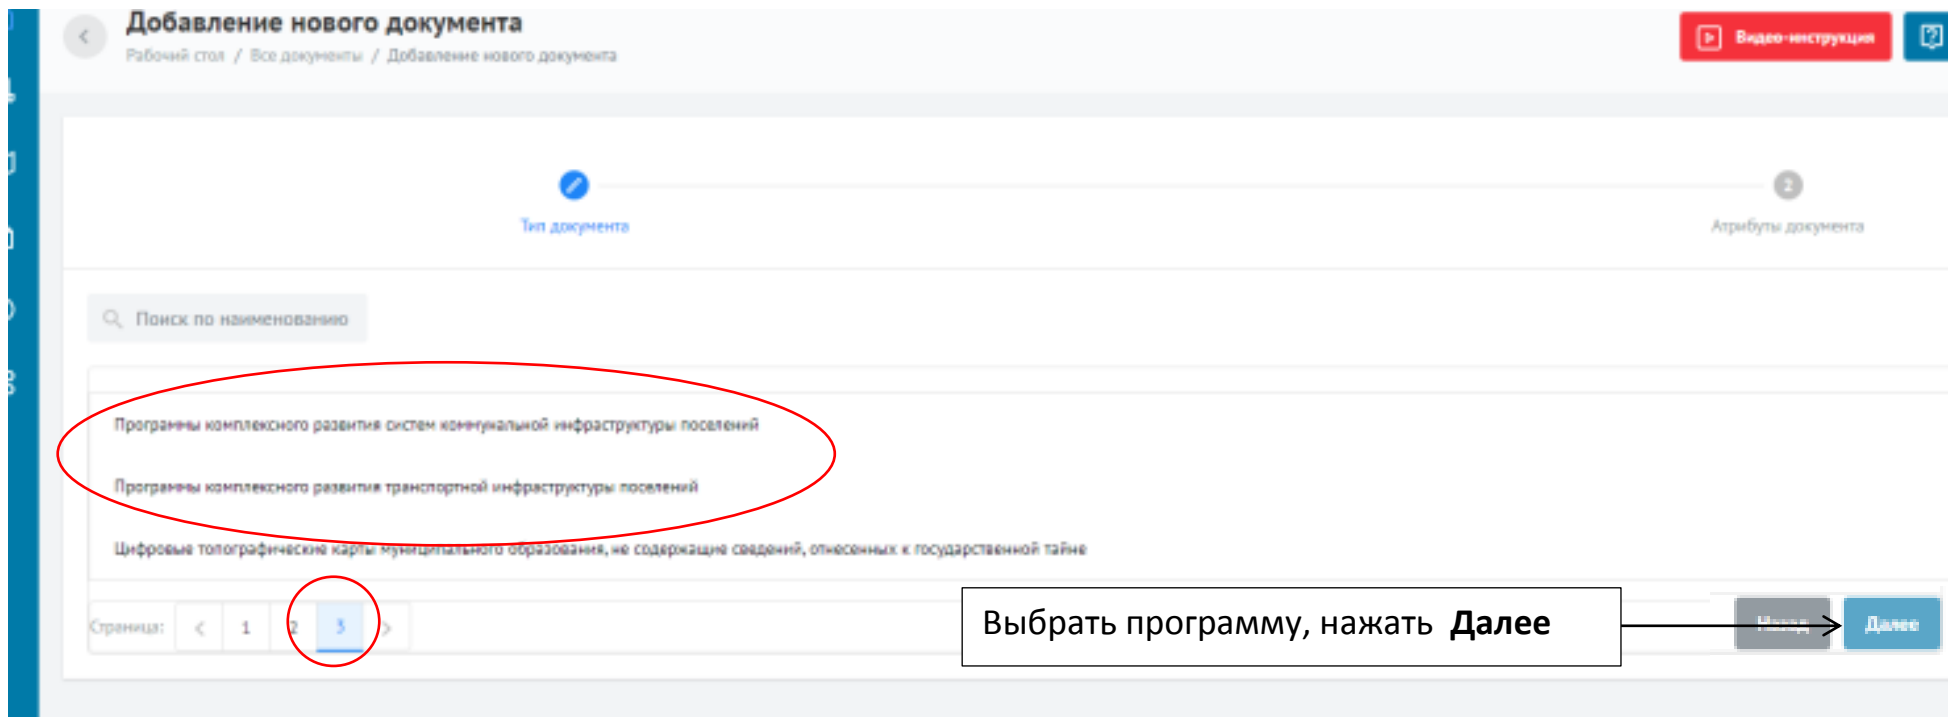 Добавление нового документа
Рабочий стол / Все документы / Добавление нового документа
Видео-инструкция
2
Тип документа
Атрибуты документа
Поиск по наименованию
Программы комплексного развития систем коммунальной инфраструктуры поселений
Программы комплексного развития транспортной инфраструктуры поселений
Цифровые топографические карты муниципального образования, не содержащие сведений, отнесенных к государственной тайне
Страница: < 1 2 3 >
Выбрать программу, нажать Далее
Назад
Далее